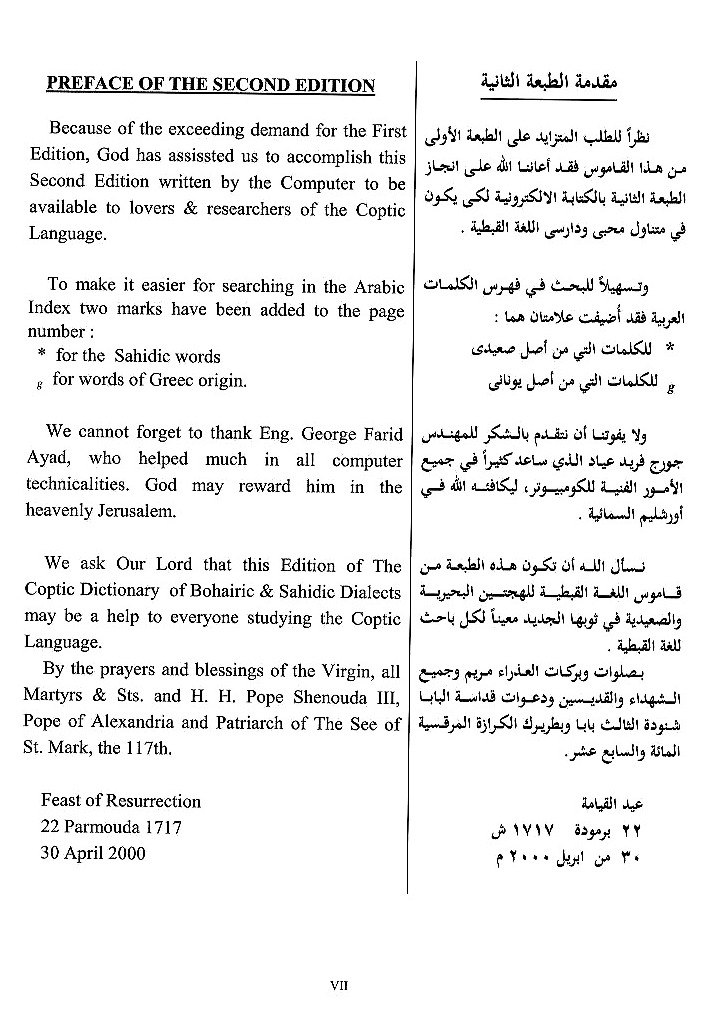 PREFACE OF THE SECOND EDITION
Because of the exceeding demand for the First
Edition, God has assissted us to accomplish this
Second Edition written by the Computer to be
available to lovers & researchers of the Coptic
Language.
To make it easier for searching in the Arabic
Index two marks have been added to the page
number :
* for the Sahidic words
g for words of Greec origin.
We cannot forget to thank Eng. George Farid
Ayad, who helped much in all computer
technicalities. God may reward him in the
heavenly Jerusalem.
We ask Our Lord that this Edition of The
Coptic Dictionary of Bohairic & Sahidic Dialects
may be a help to everyone studying the Coptic
Language.
By the prayers and blessings of the Virgin, all
Martyrs & Sts. and H. H. Pope Shenouda III,
Pope of Alexandria and Patriarch of The See of
St. Mark, the 117th.
Feast of Resurrection
22 Parmouda 1717
30 April 2000
مقدمة الطبعة الثانية
نظراً للطلب المتزايد على الطبعة الأولى
من هذا القاموس فقد أعاننا الله على انجاز
الطبعة الثانية بالكتابة الالكترونية لكى يكون
في متناول محبى ودارسى اللغة القبطية .
وتسهيلاً للبحث في فهرس الكلمات
العربية فقد أضيفت علامتان هما :
* للكلمات التي من أصل صعيدى
g للكلمات التي من أصل يونانى
ولا يفوتنا أن نتقدم بالشكر للمهندس
جورج فريد عياد الذي ساعد كثيراً في جميع
الأمور الفنية للكومبيوتر، ليكافئه الله في
أورشليم السمائية .
نسأل الله أن تكون هذه الطبعة من
قاموس اللغة القبطية للهجتين البحيرية
والصعيدية في ثوبها الجديد معيناً لكل باحث
للغة القبطية .
بصلوات وبركات العذراء مريم وجميع
الشهداء والقديسين ودعوات قداسة البابا
شنودة الثالث بابا وبطريرك الكرازة المرقسية
المائة والسابع عشر.
عيد القيامة
٢٢ برمودة ١٧١٧ ش
٣٠ من ابريل ٢٠٠٠ م
VII